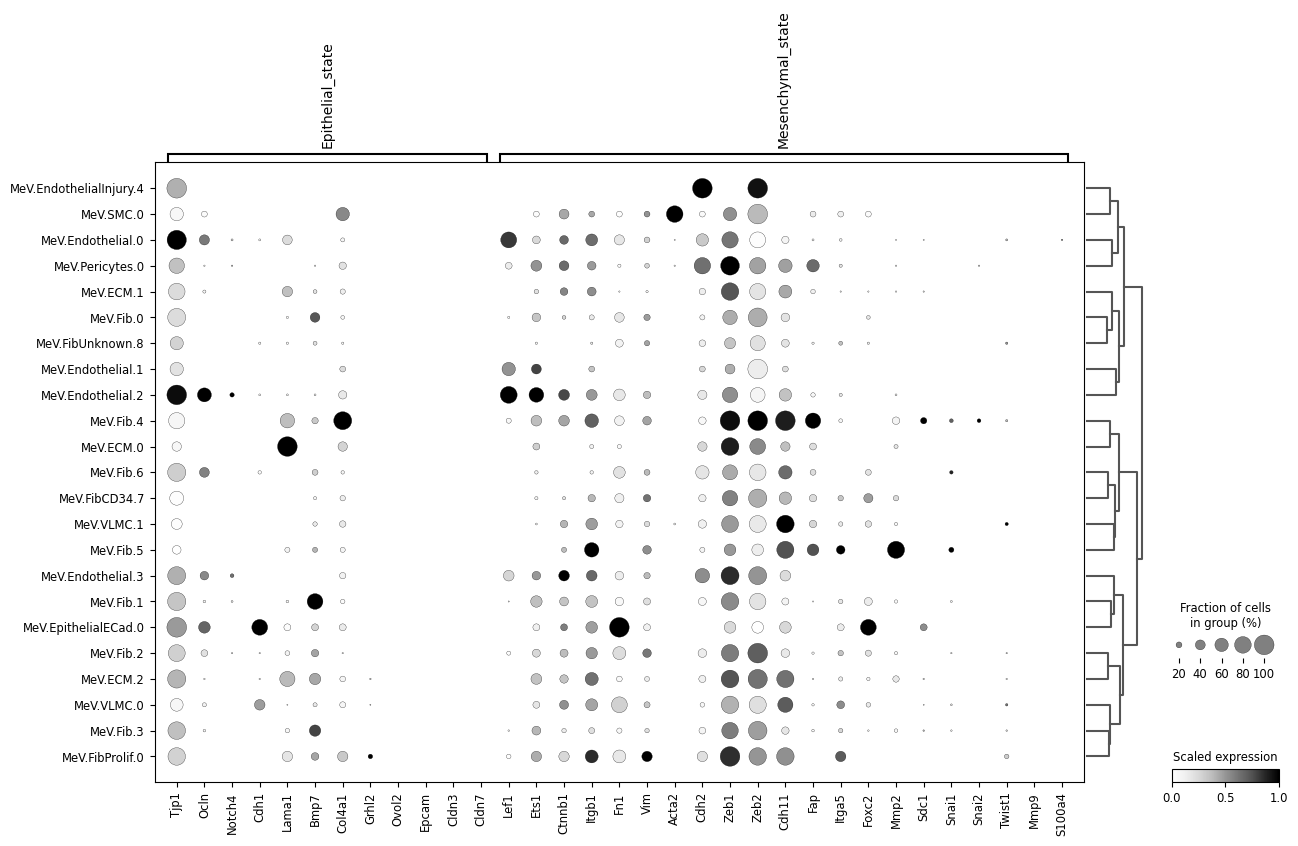 Epithelial_state
Mesenchymal_state
MeV.EndothelialInjury.4
MeV.SMC.0
MeV.Endothelial.0
MeV.Pericytes.0
MeV.ECM.1
MeV.Fib.0
MeV.FibUnknown.8
MeV.Endothelial.1
MeV.Endothelial.2
MeV.Fib.4
MeV.ECM.0
MeV.Fib.6
MeV.FibCD34.7
MeV.VLMC.1
MeV.Fib.5
MeV.Endothelial.3
MeV.Fib.1
MeV.EpithelialECad.0
MeV.Fib.2
MeV.ECM.2
MeV.VLMC.0
MeV.Fib.3
MeV.FibProlif.0
Tjp1
Ocln
Notch4
Cdh1
Lama1
Bmp7
Col4a1
Grhl2
Ovol2
Epcam
Cldn3
Cldn7
Lef1
Ets1
Ctnnb1
Itgb1
Fn1
Vim
Acta2
Cdh2
Zeb1
Zeb2
Cdh11
Fap
Itga5
Foxc2
Mmp2
Sdc1
Snai1
Snai2
Twist1
Mmp9
S100a4
Fraction of cells
in group (%)
20 40 60 80 100
Scaled expression
0.0 0.5 1.0